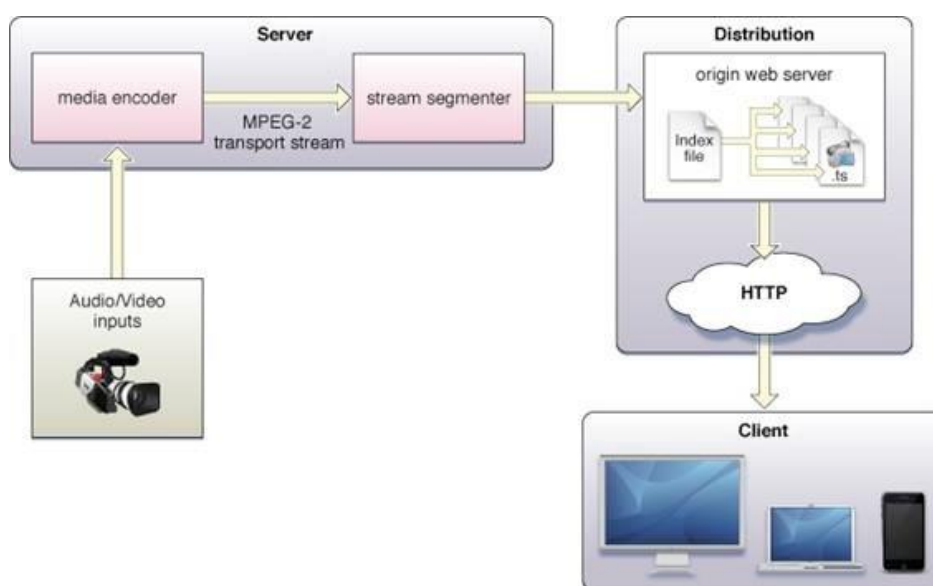 Server
media encoder
MPEG-2
transport stream
stream segmenter
Distribution
origin web server
Index
file
.ts
HTTP
Audio/Video
inputs
Client